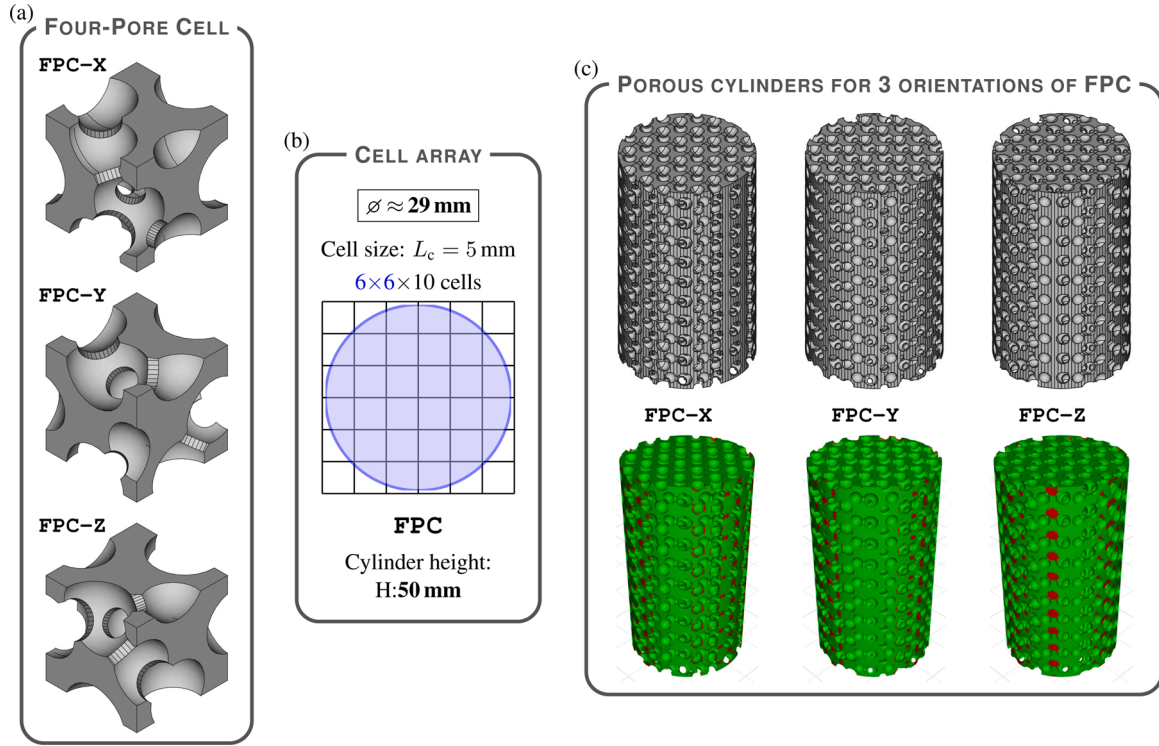 (a)
FOUR-PORE CELL
FPC-X
FPC-Y
FPC-Z
(b)
CELL ARRAY
⌀ ≈ 29 mm
Cell size: Lc = 5 mm
6×6×10 cells
FPC
Cylinder height:
H:50 mm
(c)
POROUS CYLINDERS FOR 3 ORIENTATIONS OF FPC
FPC-X FPC-Y FPC-Z